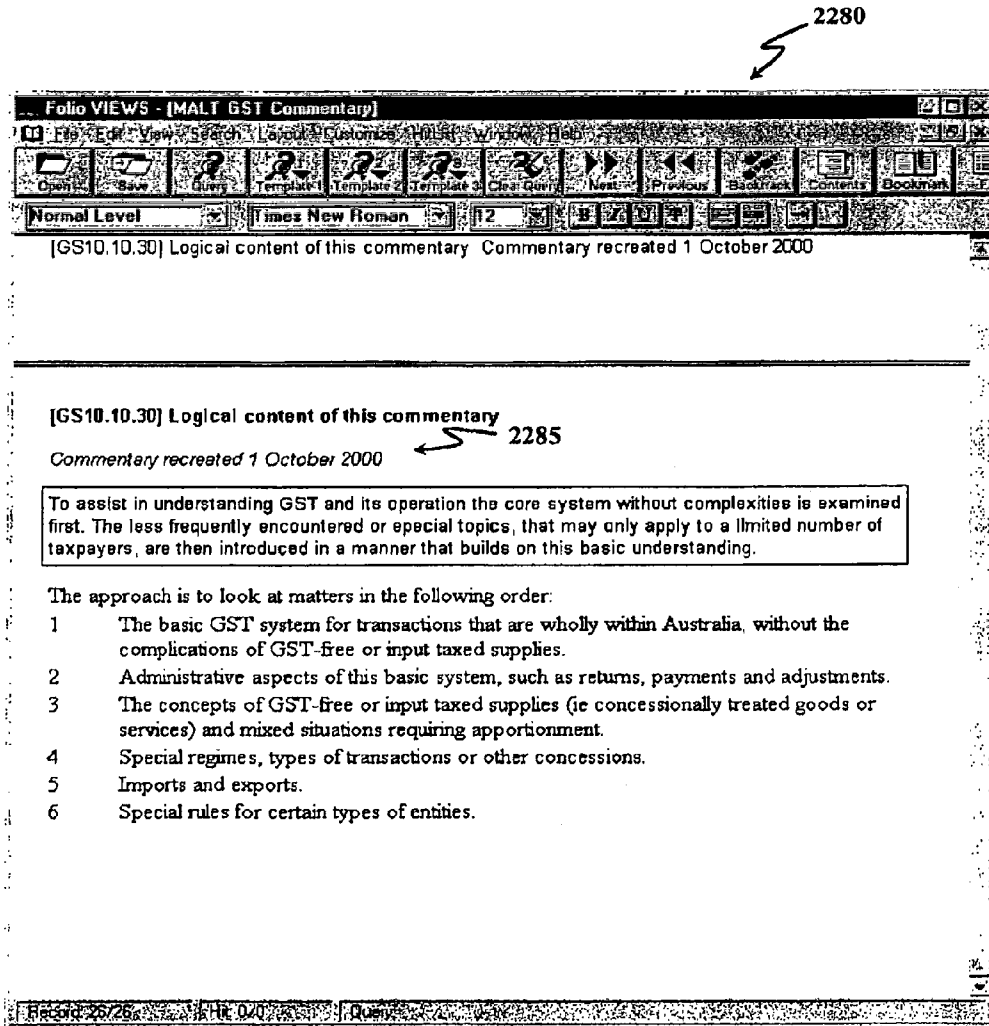 2280
Folio VIEWS - [MALT GST Commentary]
File Edit View Search Layout Customize HitList Window Help
Open Save Query Template 1 Template 2 Template 3 Clear Query Next Previous Backtrack Contents Bookmark
Normal Level Times New Roman 12 B I U
[GS10.10.30] Logical content of this commentary Commentary recreated 1 October 2000
[GS10.10.30] Logical content of this commentary
2285
Commentary recreated 1 October 2000
To assist in understanding GST and its operation the core system without complexities is examined
first. The less frequently encountered or special topics, that may only apply to a limited number of
taxpayers, are then introduced in a manner that builds on this basic understanding.
The approach is to look at matters in the following order:
1 The basic GST system for transactions that are wholly within Australia, without the
complications of GST-free or input taxed supplies.
2 Administrative aspects of this basic system, such as returns, payments and adjustments.
3 The concepts of GST-free or input taxed supplies (ie concessionally treated goods or
services) and mixed situations requiring apportionment.
4 Special regimes, types of transactions or other concessions.
5 Imports and exports.
6 Special rules for certain types of entities.
Record: 26/26 Hit: 0/0 Query: